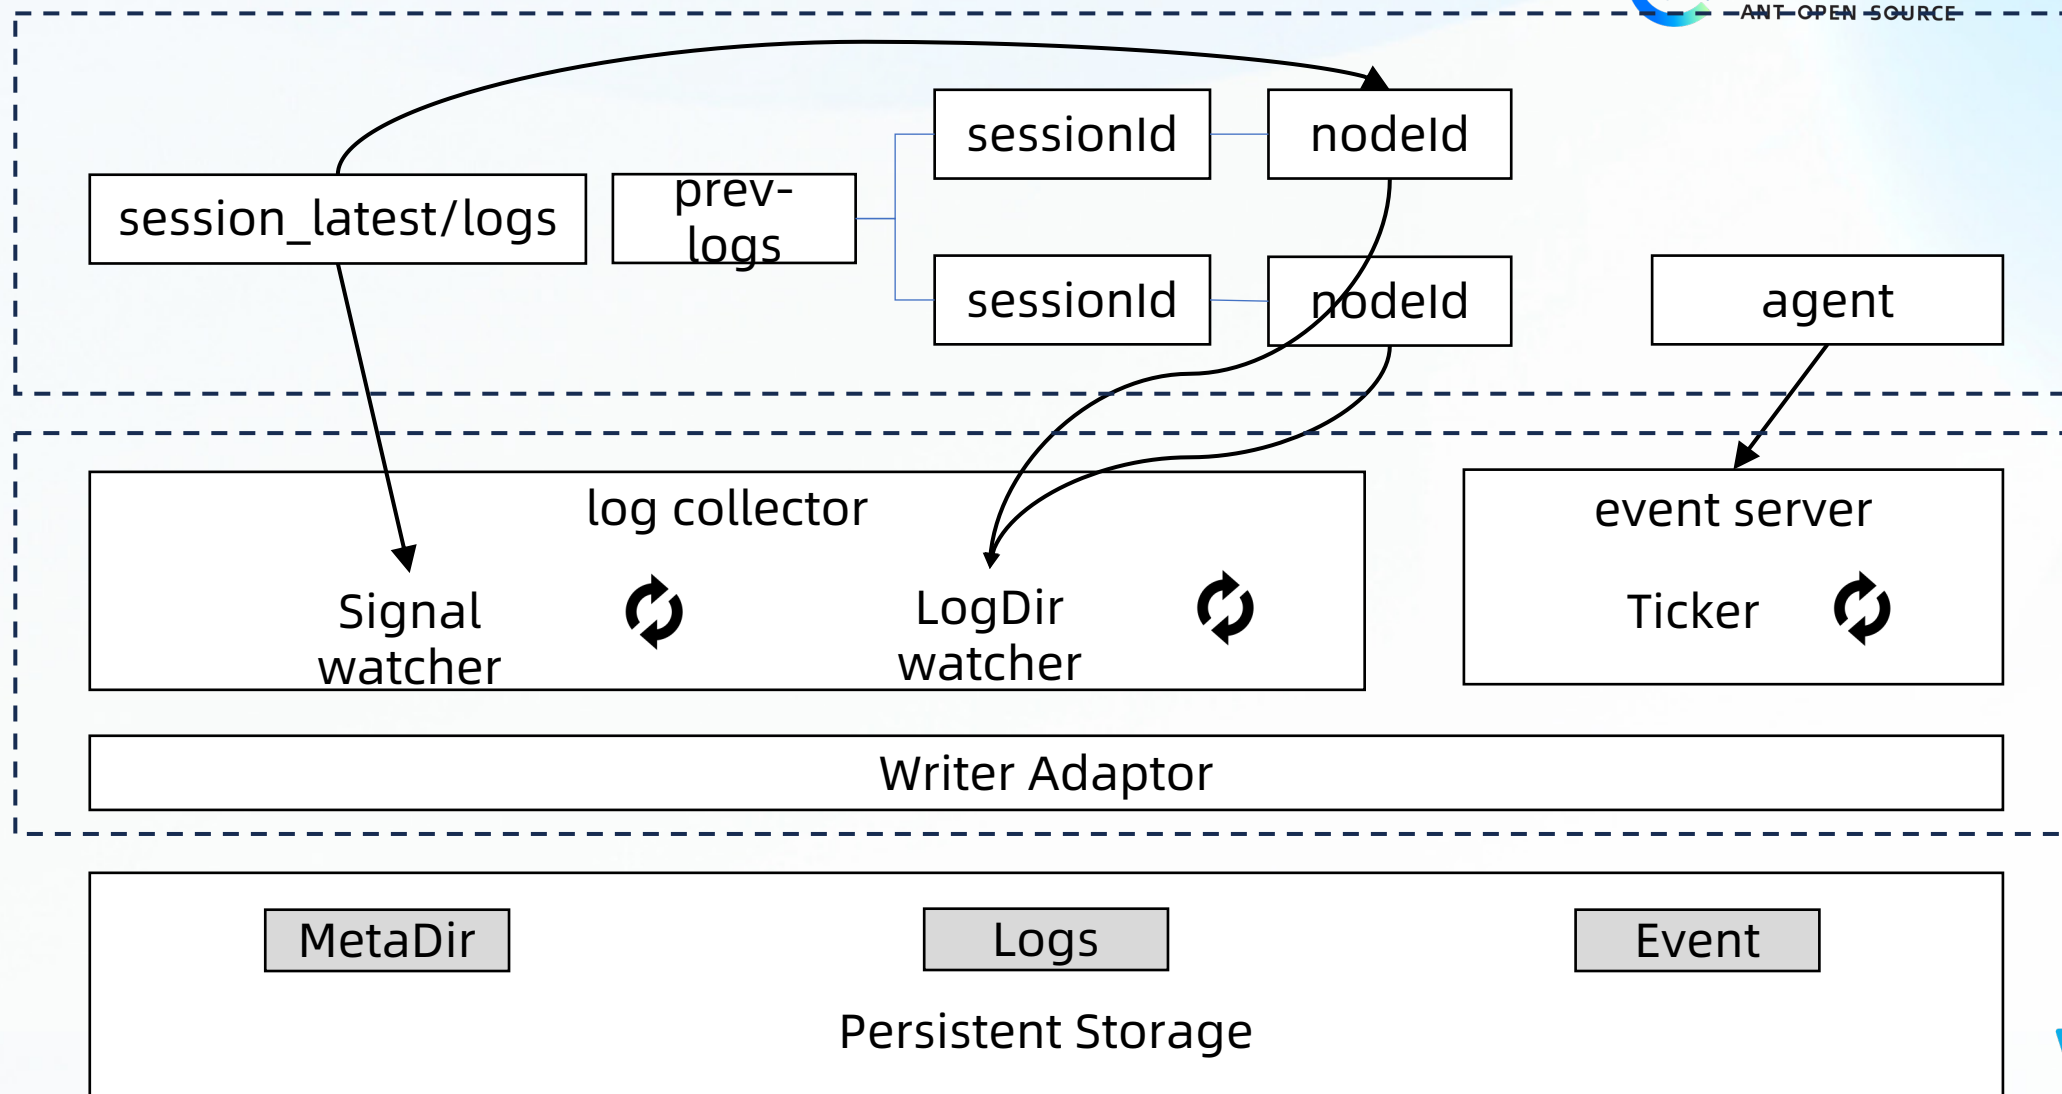 ANT OPEN SOURCE
sessionId
nodeId
session_latest/logs
prev-
logs
sessionId
nodeId
agent
log collector
event server
Signal
watcher
LogDir
watcher
Ticker
Writer Adaptor
MetaDir
Logs
Event
Persistent Storage